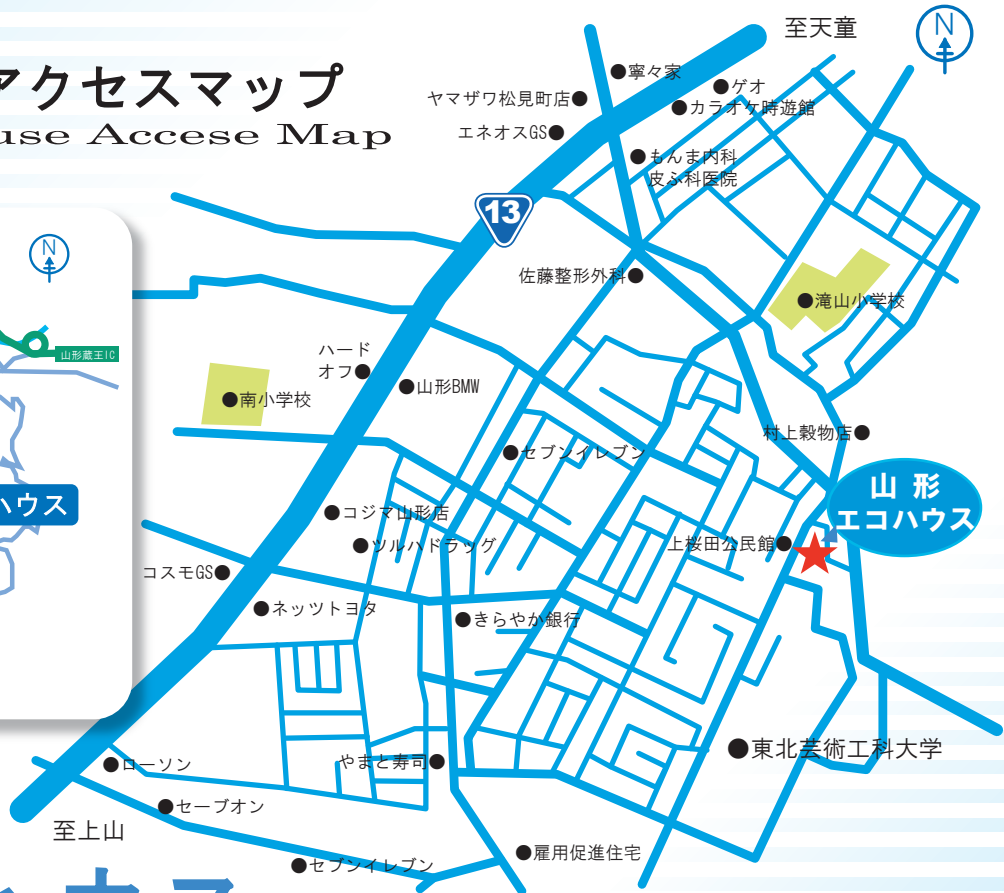 至天童
N
アクセスマップ
use Accese Map
寧々家
ゲオ
ヤマザワ松見町店
カラオケ時遊館
エネオスGS
もんま内科
皮ふ科医院
13
N
佐藤整形外科
滝山小学校
山形蔵王IC
ハード
オフ
山形BMW
南小学校
村上穀物店
セブンイレブン
山形
エコハウス
ハウス
コジマ山形店
ツルハドラッグ
上桜田公民館
コスモGS
ネッツトヨタ
きらやか銀行
東北芸術工科大学
ローソン
やまと寿司
セーブオン
至上山
雇用促進住宅
セブンイレブン